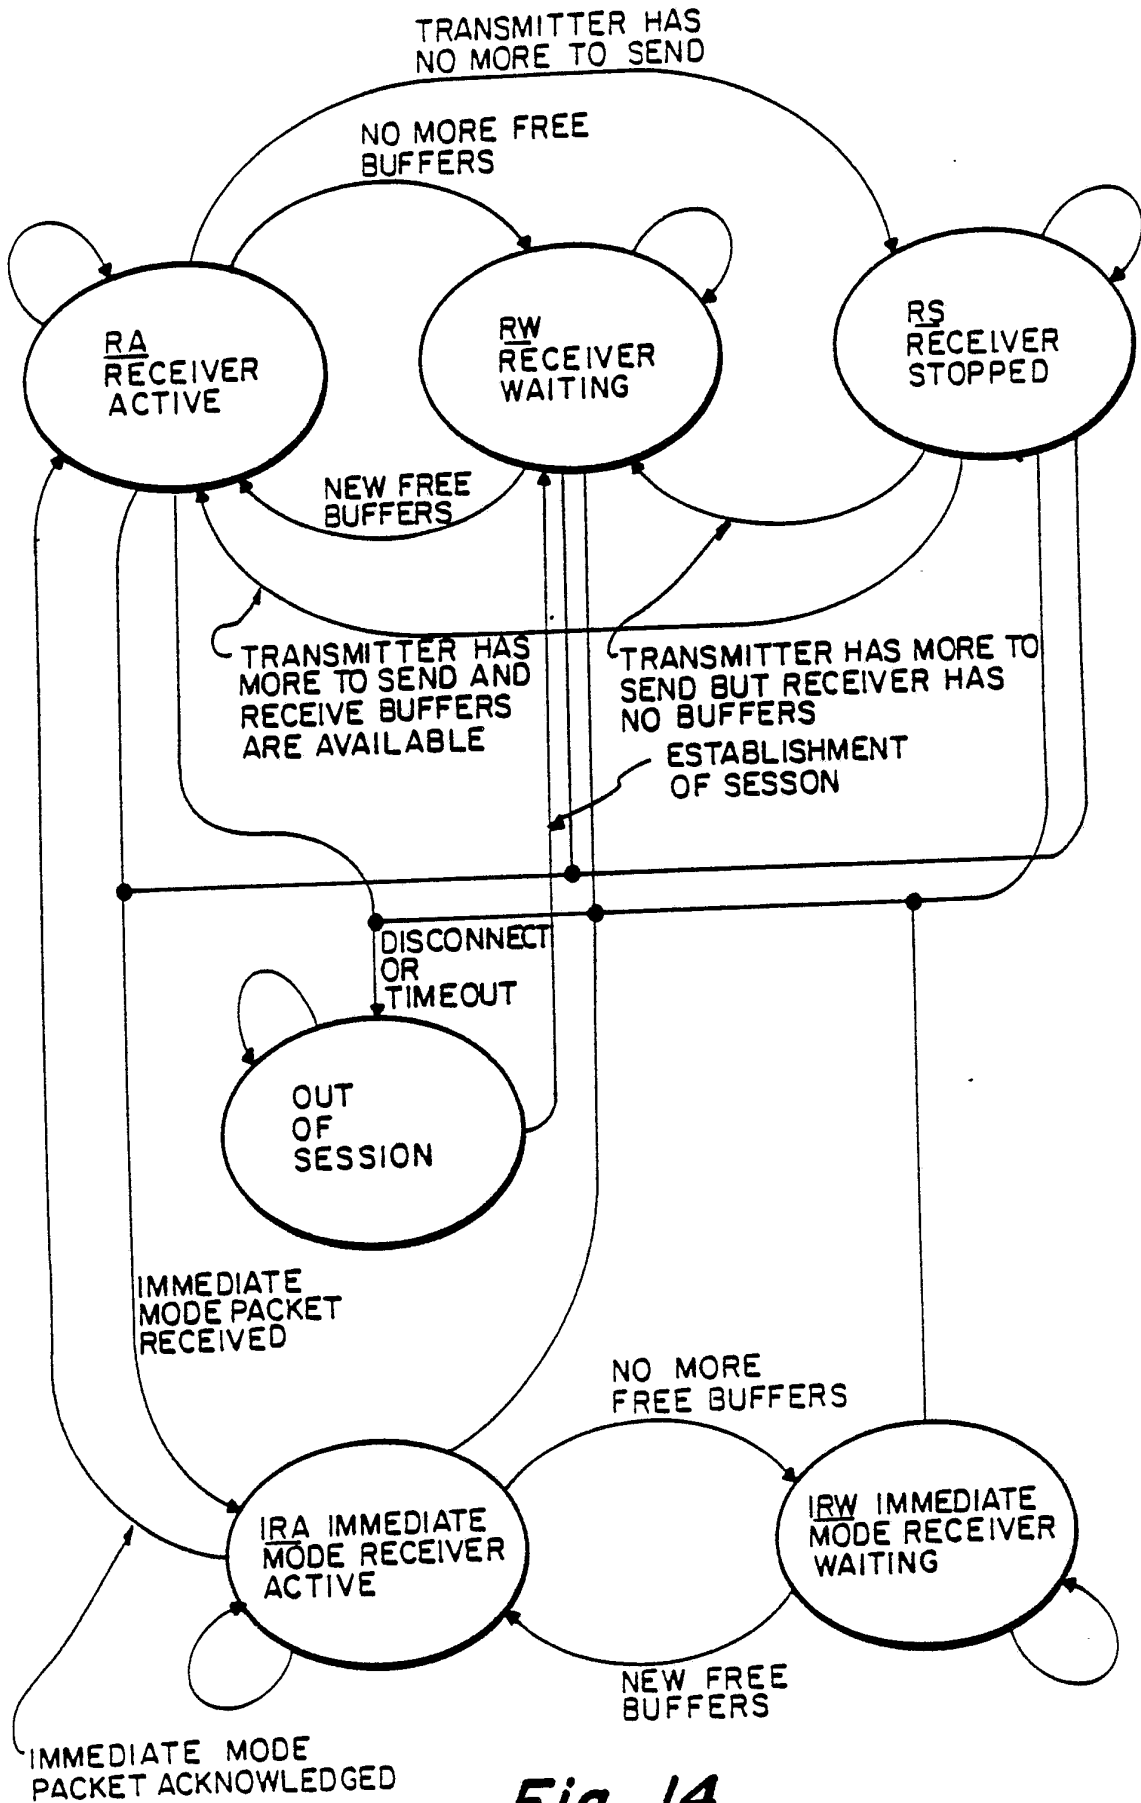 TRANSMITTER HAS
NO MORE TO SEND
NO MORE FREE
BUFFERS
RA
RECEIVER
ACTIVE
RW
RECEIVER
WAITING
RS
RECEIVER
STOPPED
NEW FREE
BUFFERS
TRANSMITTER HAS
MORE TO SEND AND
RECEIVE BUFFERS
ARE AVAILABLE
TRANSMITTER HAS MORE TO
SEND BUT RECEIVER HAS
NO BUFFERS
ESTABLISHMENT
OF SESSON
DISCONNECT
OR
TIMEOUT
OUT
OF
SESSION
IMMEDIATE
MODE PACKET
RECEIVED
NO MORE
FREE BUFFERS
IRA IMMEDIATE
MODE RECEIVER
ACTIVE
IRW IMMEDIATE
MODE RECEIVER
WAITING
NEW FREE
BUFFERS
IMMEDIATE MODE
PACKET ACKNOWLEDGED
Fig. 14